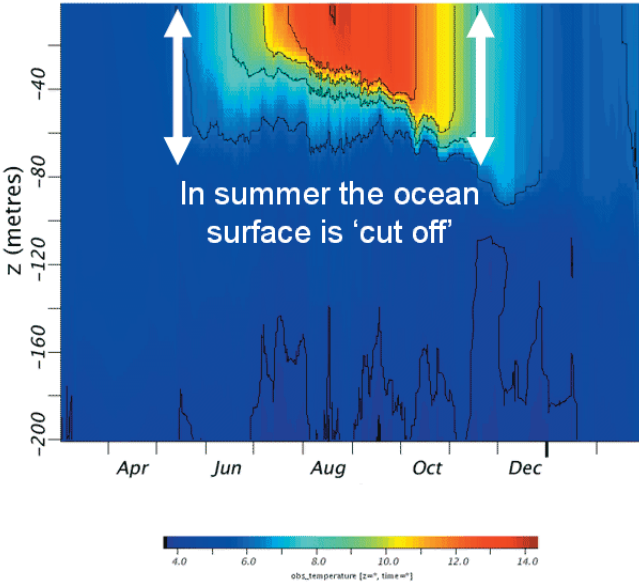 -40
-80
In summer the ocean
surface is ‘cut off’
-120
-160
-200
z (metres)
Apr Jun Aug Oct Dec
4.0 6.0 8.0 10.0 12.0 14.0
obs_temperature [z=", time="]